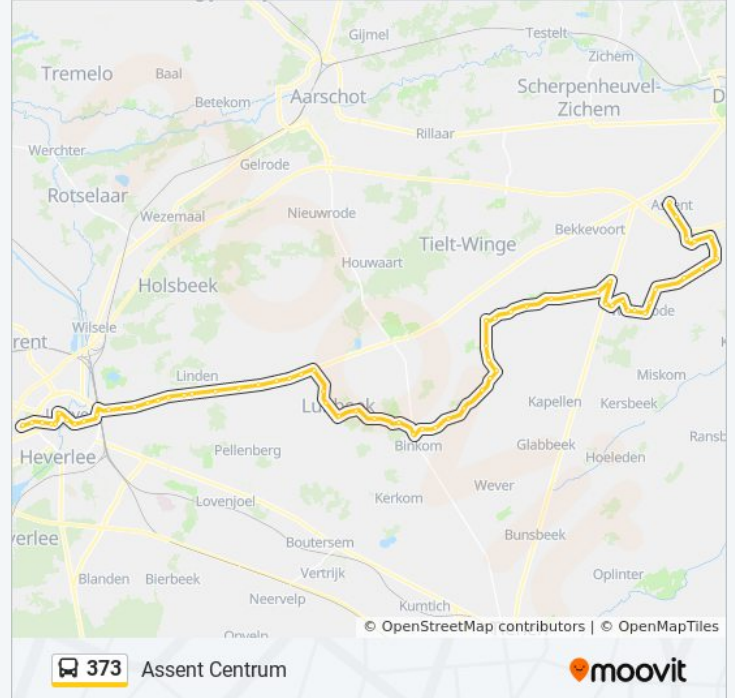 Gijmel
Testelt
Zichem
Tremelo
Baal
Scherpenheuvel-
Zichem
Aarschot
Betekom
Rillaar
Werchter
Gelrode
Rotselaar
Nieuwrode
Wezemaal
Bekkevoort
Tielt-Winge
Houwaart
Holsbeek
Wilsele
Linden
Miskom
Kapellen
Kersbeek
Binkom
Glabbeek
Pellenberg
Heverlee
Hoeleden
Wever
Lovenjoel
Kerkom
Bunsbeek
Boutersem
Vertrijk
Blanden
Bierbeek
Oplinter
Neervelp
Kumtich
© OpenStreetMap contributors | © OpenMapTiles
373 Assent Centrum
moovit